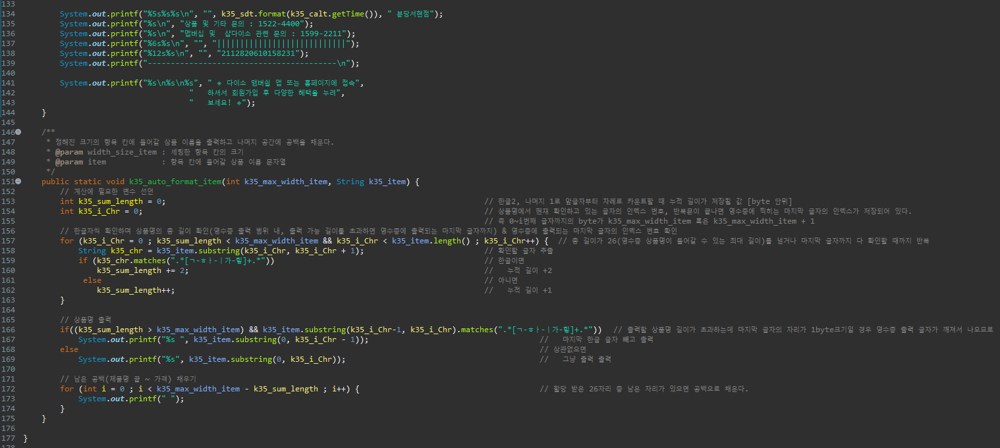 133
134 System.out.printf("%5s%s%s\n", "", k35_sdt.format(k35_calt.getTime()), " 분당서현점");
135 System.out.printf("%s\n", "상품 및 기타 문의 : 1522-4400");
136 System.out.printf("%s\n", "멤버십 및  샵다이소 관련 문의 : 1599-2211");
137 System.out.printf("%6s%s\n", "", "||||||||||||||||||||||||||||");
138 System.out.printf("%12s%s\n", "", "2112820610158231");
139 System.out.printf("-----------------------------------------\n");
140
141 System.out.printf("%s\n%s\n%s", " ◈ 다이소 맴버쉽 앱 또는 홈페이지에 접속",
142 "   하셔서 회원가입 후 다양한 혜택을 누려",
143 "   보세요! ◈");
144 }
145
146 /**
147 * 정해진 크기의 항목 칸에 들어갈 상품 이름을 출력하고 나머지 공간에 공백을 채운다.
148 * @param width_size_item : 세팅한 항목 칸의 크기
149 * @param item : 항목 칸에 들어갈 상품 이름 문자열
150 */
151 public static void k35_auto_format_item(int k35_max_width_item, String k35_item) {
152 // 계산에 필요한 변수 선언
153 int k35_sum_length = 0; // 한글2, 나머지 1로 앞글자부터 차례로 카운트할 때 누적 길이가 저장될 값 [byte 단위]
154 int k35_i_Chr = 0; // 상품명에서 현재 확인하고 있는 글자의 인덱스 번호, 반복문이 끝나면 영수증에 찍히는 마지막 글자의 인덱스가 저장되어 있다.
155 // 즉 0~i번째 글자까지의 byte가 k35_max_width_item 혹은 k35_max_width_item + 1
156 // 한글자씩 확인하며 상품명의 총 길이 확인(영수증 출력 범위 내, 출력 가능 길이를 초과하면 영수증에 출력되는 마지막 글자까지) & 영수증에 출력되는 마지막 글자의 인덱스 번호 확인
157 for (k35_i_Chr = 0 ; k35_sum_length < k35_max_width_item && k35_i_Chr < k35_item.length() ; k35_i_Chr++) { // 총 길이가 26(영수증 상품명이 들어갈 수 있는 최대 길이)를 넘거나 마지막 글자까지 다 확인할 때까지 반복
158 String k35_chr = k35_item.substring(k35_i_Chr, k35_i_Chr + 1); // 확인할 글자 추출
159 if (k35_chr.matches(".*[ㄱ-ㅎㅏ-ㅣ가-힣]+.*")) // 한글이면
160 k35_sum_length += 2; // 누적 길이 +2
161 else // 아니면
162 k35_sum_length++; // 누적 길이 +1
163 }
164
165 // 상품명 출력
166 if((k35_sum_length > k35_max_width_item) && k35_item.substring(k35_i_Chr-1, k35_i_Chr).matches(".*[ㄱ-ㅎㅏ-ㅣ가-힣]+.*")) // 출력할 상품명 길이가 초과하는데 마지막 글자의 자리가 1byte크기일 경우 영수증 출력 글자가 깨져서 나오므로
167 System.out.printf("%s ", k35_item.substring(0, k35_i_Chr - 1)); // 마지막 한글 글자 빼고 출력
168 else // 상관없으면
169 System.out.printf("%s", k35_item.substring(0, k35_i_Chr)); // 그냥 출력 출력
170
171 // 남은 공백(제품명 끝 ~ 가격) 채우기
172 for (int i = 0 ; i < k35_max_width_item - k35_sum_length ; i++) { // 할당 받은 26자리 중 남은 자리가 있으면 공백으로 채운다.
173 System.out.printf(" ");
174 }
175 }
176
177 }
178